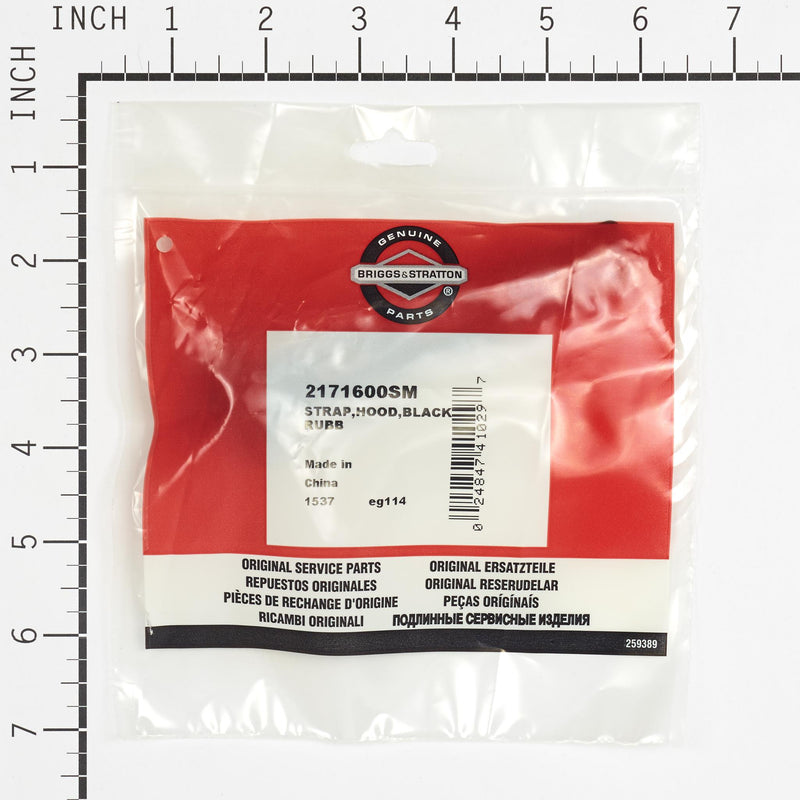 INCH 1 2 3 4 5 6 7
INCH 1 2 3 4 5 6 7
GENUINE
BRIGGS&STRATTON
®
PARTS
2171600SM
STRAP,HOOD,BLACK
RUBB
Made in
China
1537 eg114
0 24847 41029 7
ORIGINAL SERVICE PARTS ORIGINAL ERSATZTEILE
REPUESTOS ORIGINALES ORIGINAL RESERUDELAR
PIÈCES DE RECHANGE D'ORIGINE PEÇAS ORIGÍNAIS
RICAMBI ORIGINALI ПОДЛИННЫЕ СЕРВИСНЫЕ ИЗДЕЛИЯ
259389